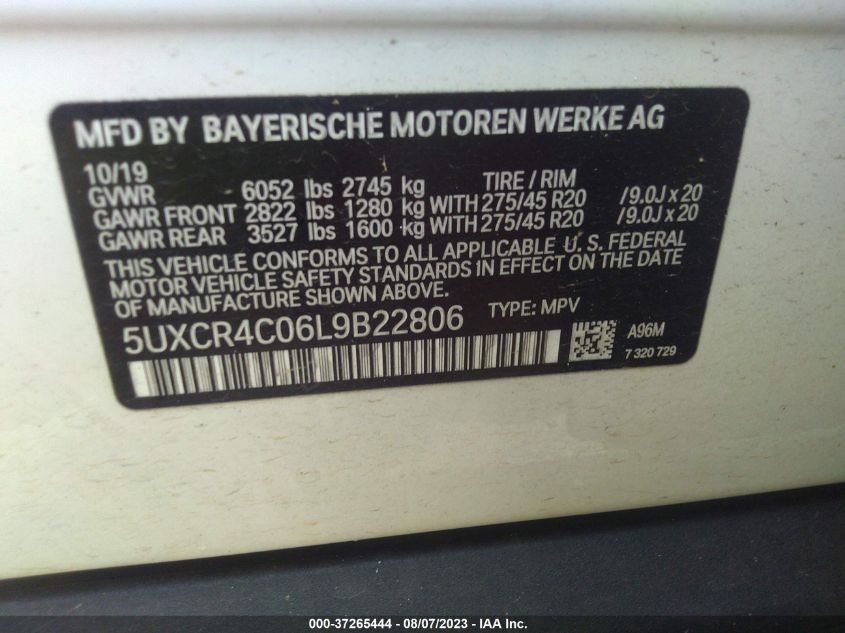 MFD BY BAYERISCHE MOTOREN WERKE AG
10/19 TIRE / RIM
GVWR 6052 lbs 2745 kg
GAWR FRONT 2822 lbs 1280 kg WITH 275/45 R20 /9.0J x 20
GAWR REAR 3527 lbs 1600 kg WITH 275/45 R20 /9.0J x 20
THIS VEHICLE CONFORMS TO ALL APPLICABLE U. S. FEDERAL
MOTOR VEHICLE SAFETY STANDARDS IN EFFECT ON THE DATE
OF MANUFACTURE SHOWN ABOVE.
5UXCR4C06L9B22806 TYPE: MPV
A96M
7 320 729
000-37265444 - 08/07/2023 - IAA Inc.